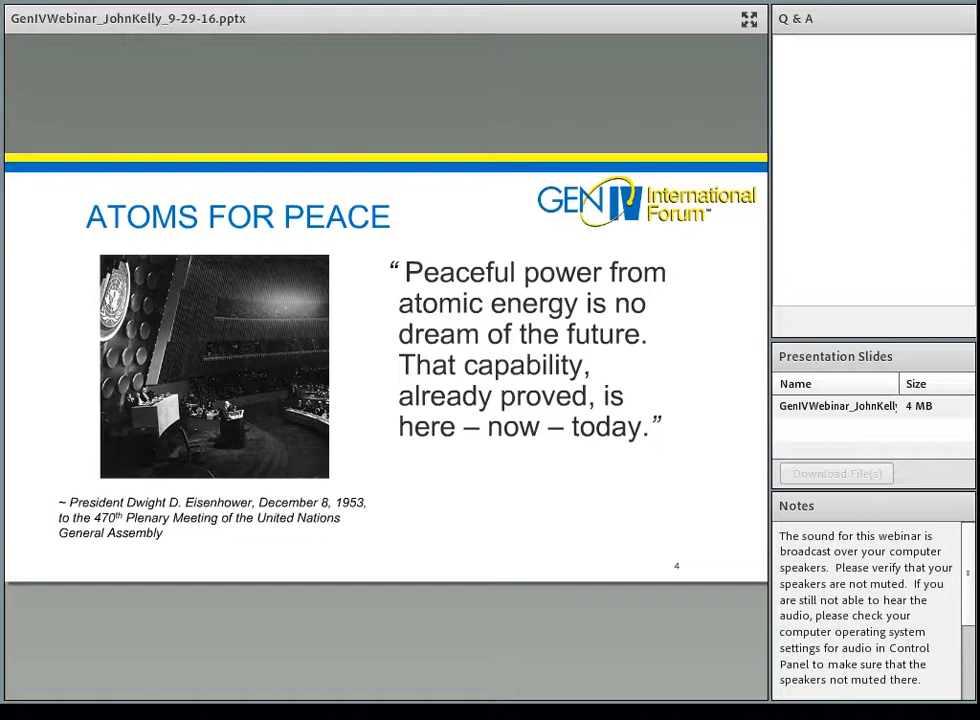 GenIVWebinar_JohnKelly_9-29-16.pptx
ATOMS FOR PEACE
GEN IV International
Forum™
“Peaceful power from
atomic energy is no
dream of the future.
That capability,
already proved, is
here – now – today.”
~ President Dwight D. Eisenhower, December 8, 1953,
to the 470th Plenary Meeting of the United Nations
General Assembly
4
Q & A
Presentation Slides
Name Size
GenIVWebinar_JohnKelly 4 MB
Download File(s)
Notes
The sound for this webinar is
broadcast over your computer
speakers. Please verify that your
speakers are not muted. If you
are still not able to hear the
audio, please check your
computer operating system
settings for audio in Control
Panel to make sure that the
speakers not muted there.